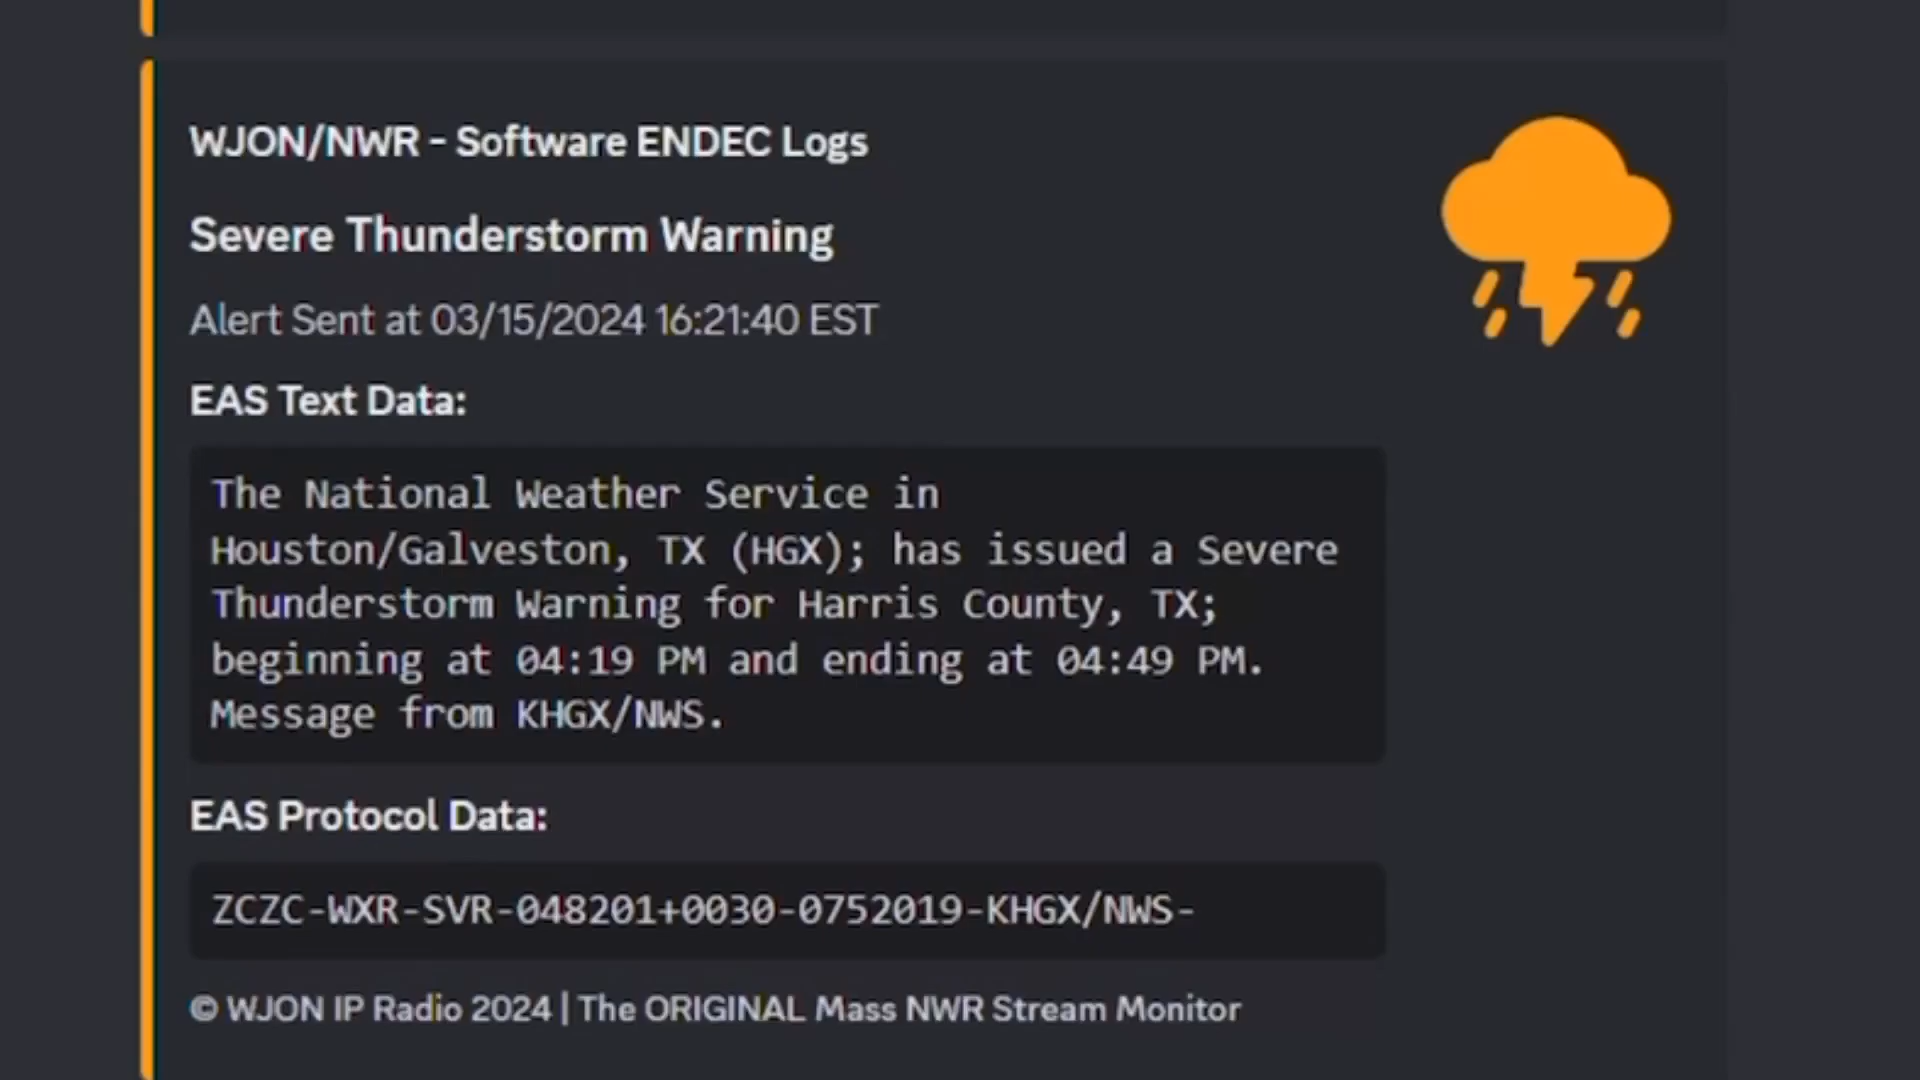 WJON/NWR - Software ENDEC Logs
Severe Thunderstorm Warning
Alert Sent at 03/15/2024 16:21:40 EST
EAS Text Data:
The National Weather Service in
Houston/Galveston, TX (HGX); has issued a Severe
Thunderstorm Warning for Harris County, TX;
beginning at 04:19 PM and ending at 04:49 PM.
Message from KHGX/NWS.
EAS Protocol Data:
ZCZC-WXR-SVR-048201+0030-0752019-KHGX/NWS-
© WJON IP Radio 2024 | The ORIGINAL Mass NWR Stream Monitor